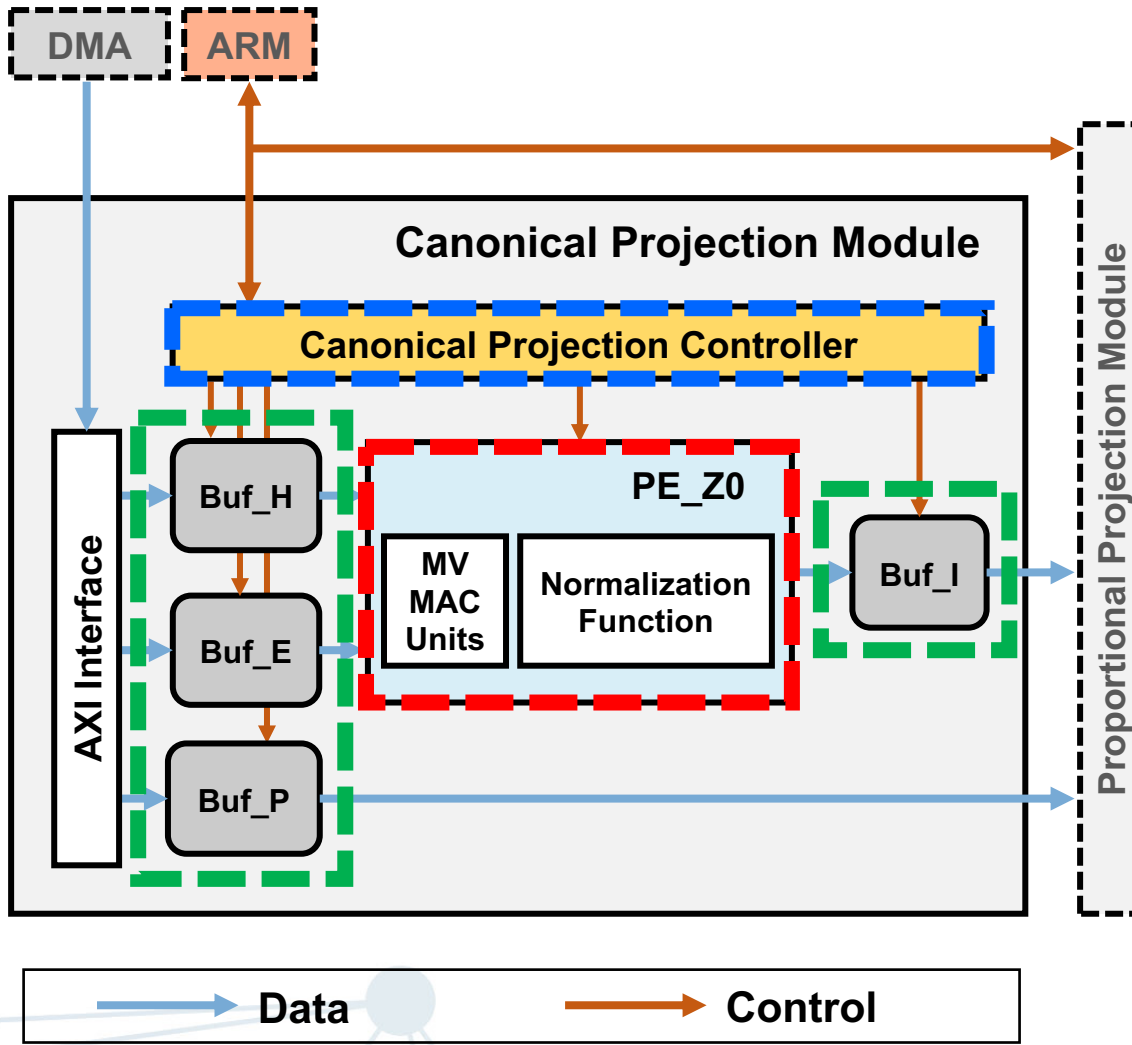 DMA
ARM
Canonical Projection Module
Canonical Projection Controller
AXI Interface
Buf_H
Buf_E
Buf_P
PE_Z0
MV
MAC
Units
Normalization
Function
Buf_I
Proportional Projection Module
Data
Control